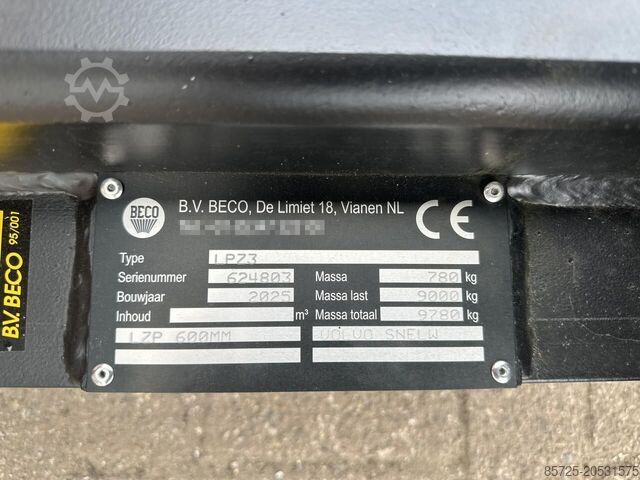 BECO
B.V. BECO, De Limiet 18, Vianen NL
CE
Type LPZ3
Serienummer 624803 Massa 780 kg
Bouwjaar 2025 Massa last 9000 kg
Inhoud m³ Massa totaal 9780 kg
LZP 600MM VOLVO SNELW
B.V. BECO 95/001
85725-20531575